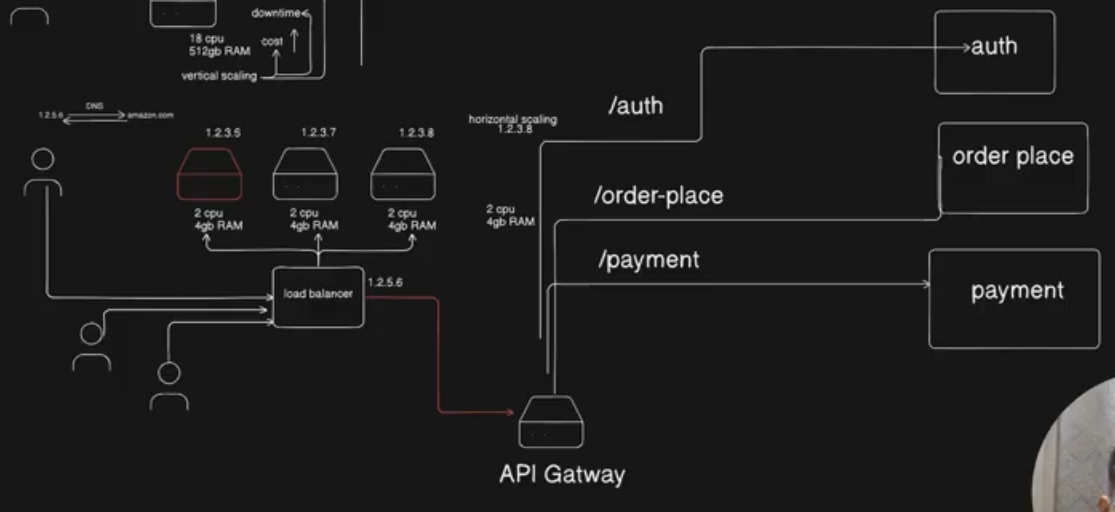 downtime
18 cpu
512gb RAM
cost
vertical scaling
DNS
1.2.5.6
amazon.com
1.2.3.6
1.2.3.7
1.2.3.8
horizontal scaling
1.2.3.8
2 cpu
4gb RAM
2 cpu
4gb RAM
2 cpu
4gb RAM
2 cpu
4gb RAM
load balancer
1.2.5.6
/auth
auth
/order-place
order place
/payment
payment
API Gatway